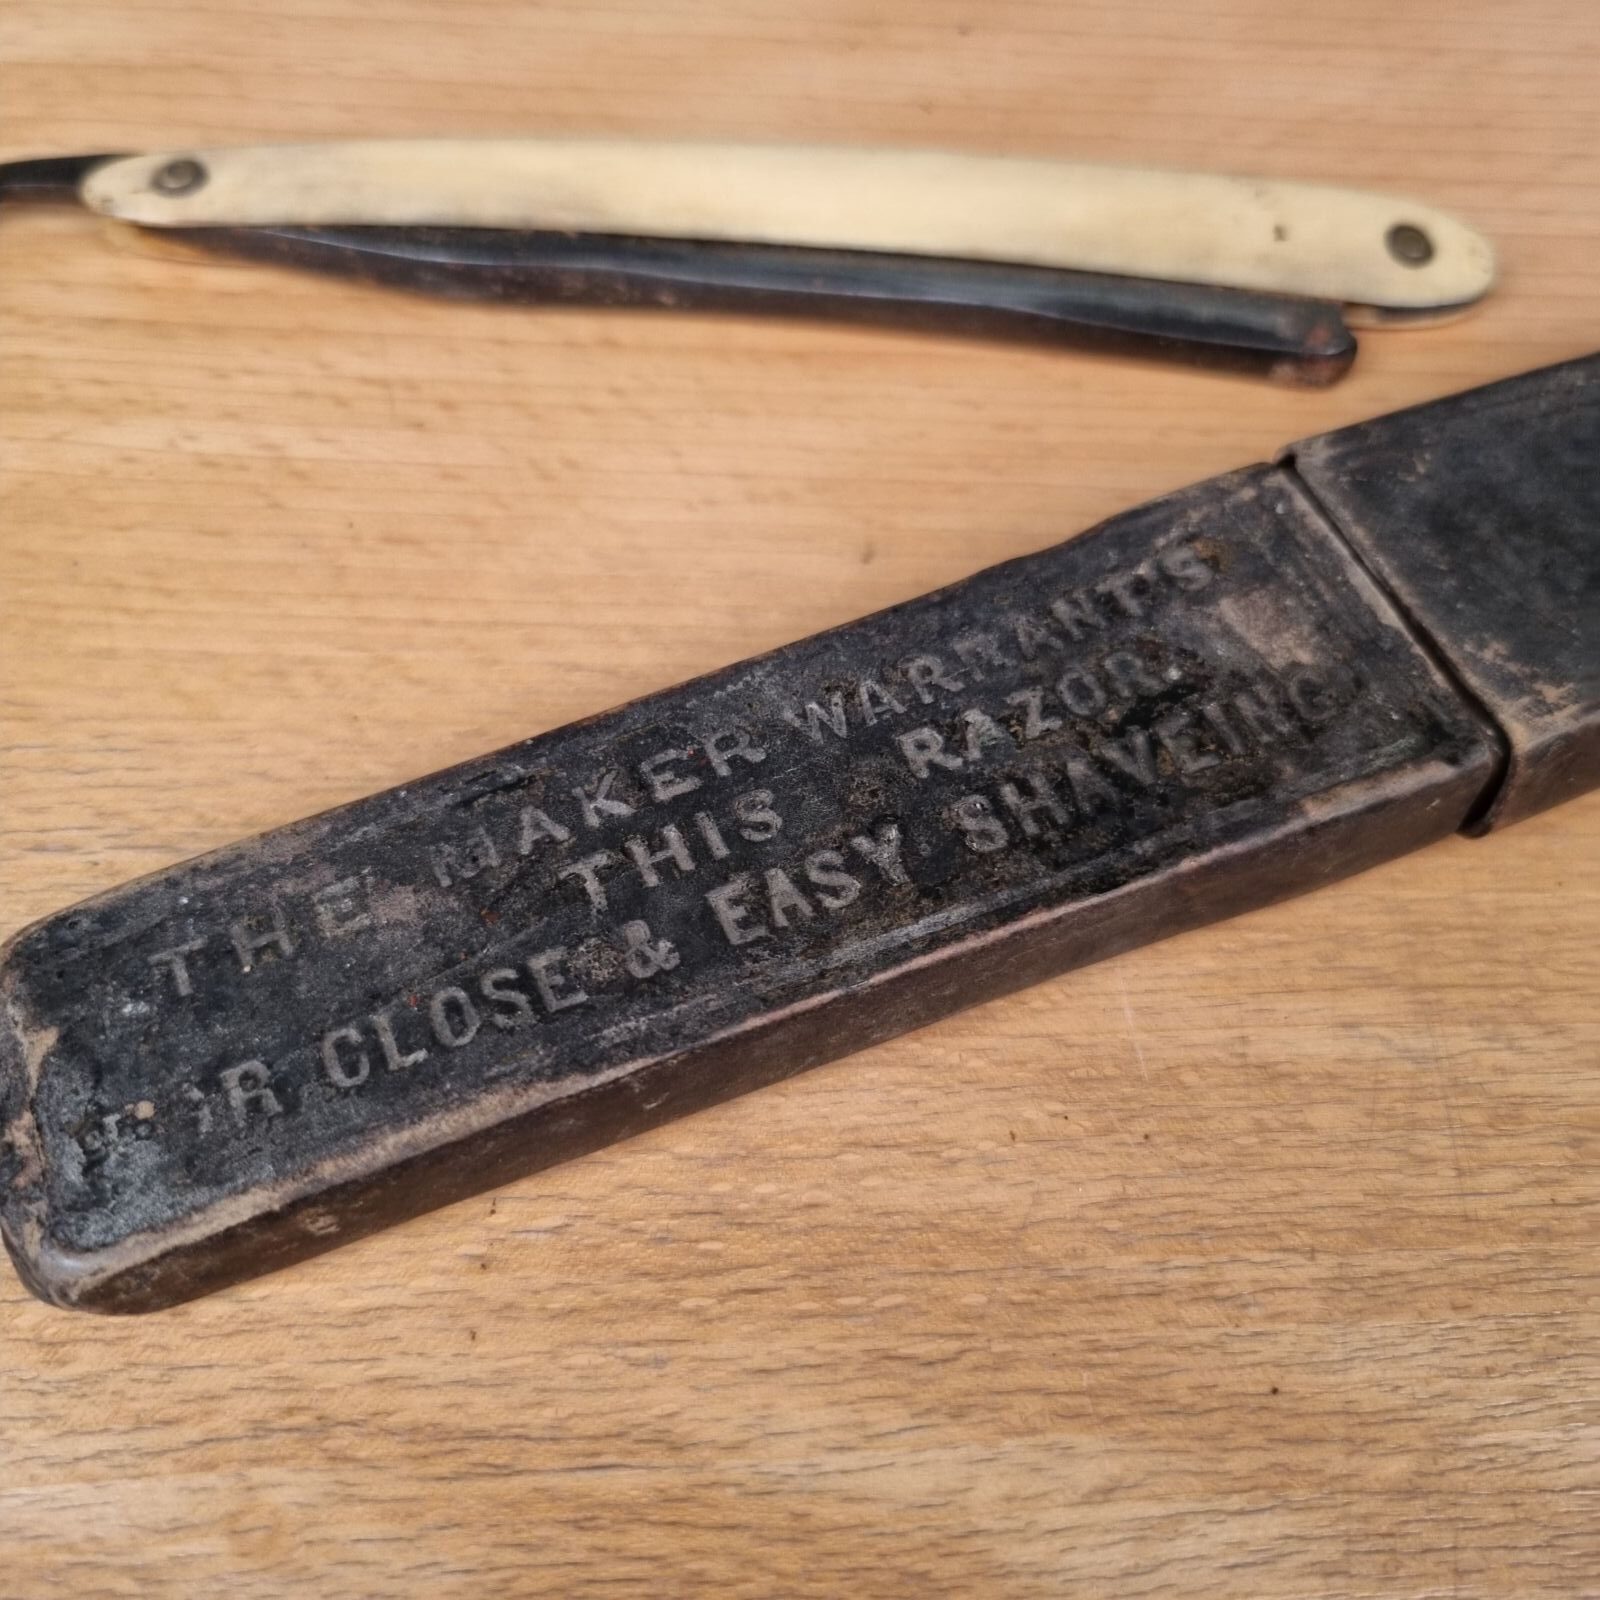 THE MAKER WARRANT'S
THIS RAZOR
CLOSE & EASY SHAVEING